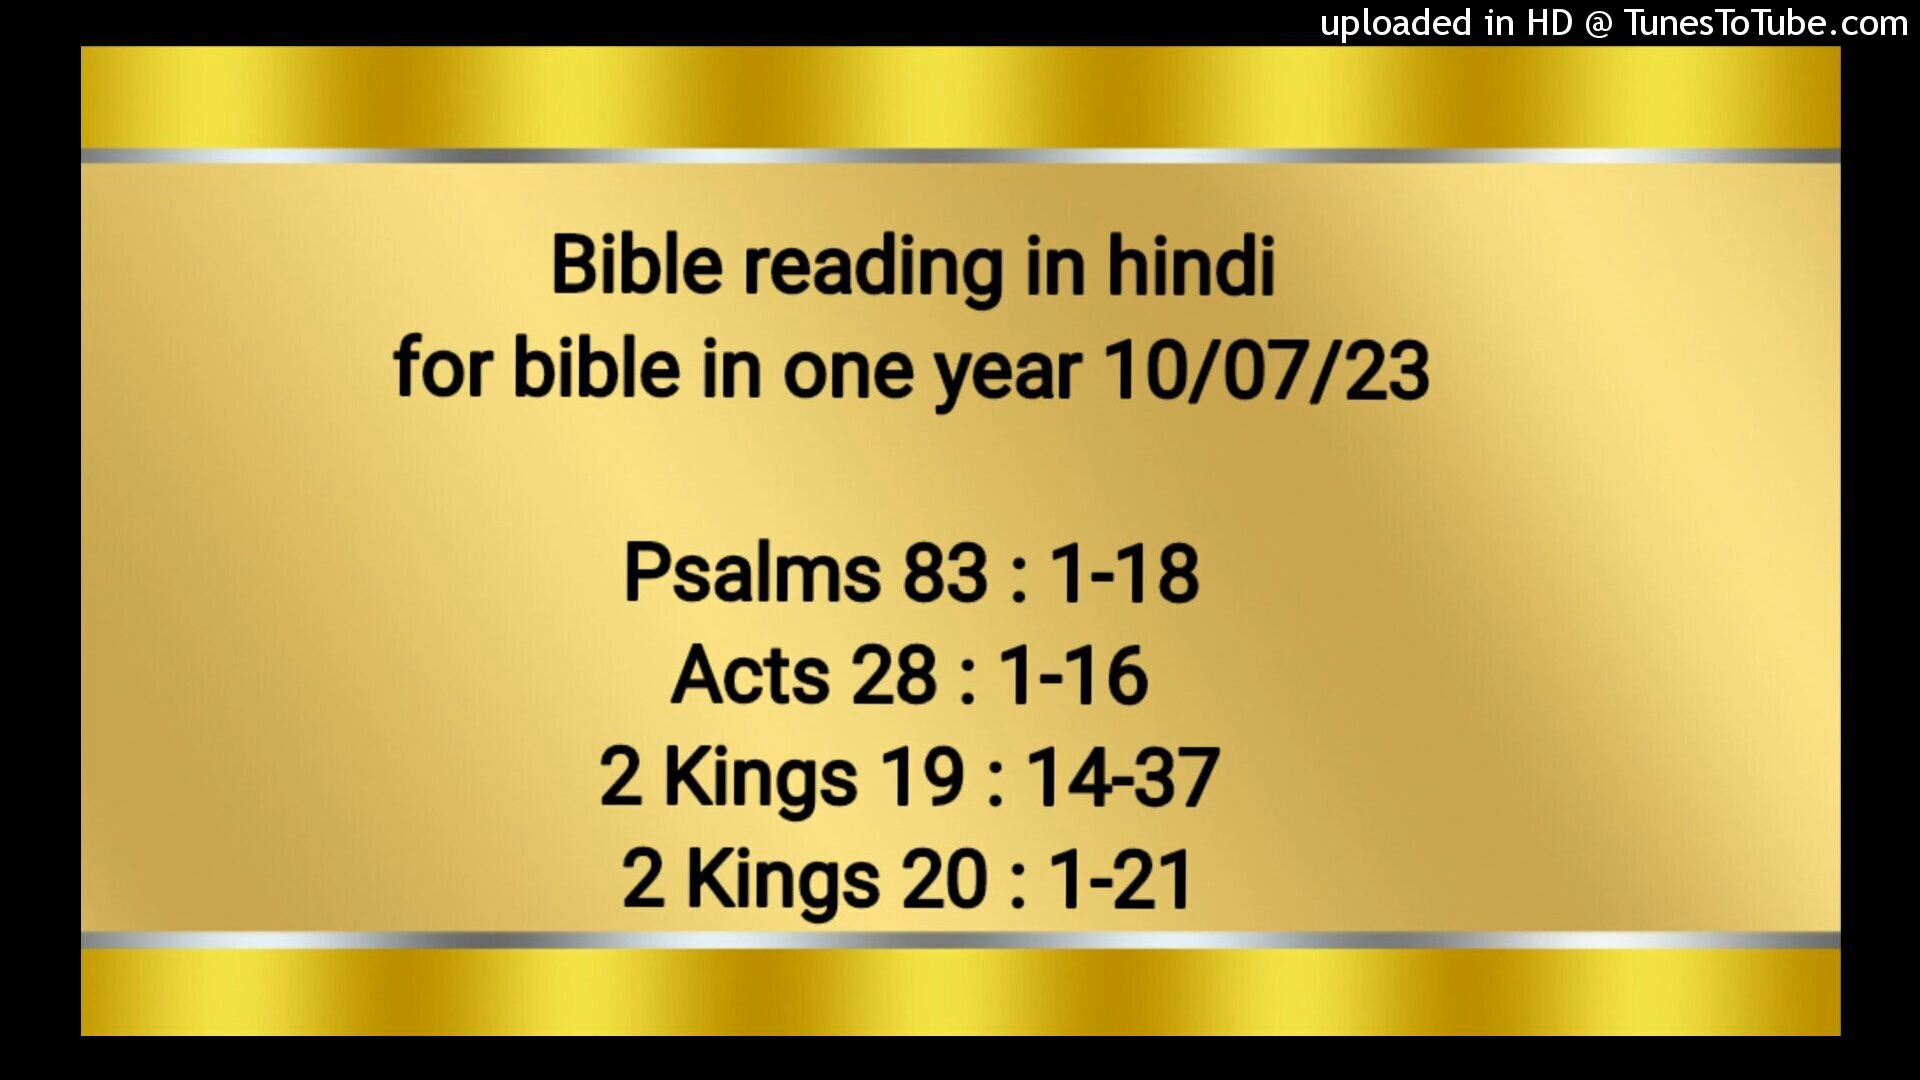 uploaded in HD @ TunesToTube.com
Bible reading in hindi
for bible in one year 10/07/23
Psalms 83 : 1-18
Acts 28 : 1-16
2 Kings 19 : 14-37
2 Kings 20 : 1-21